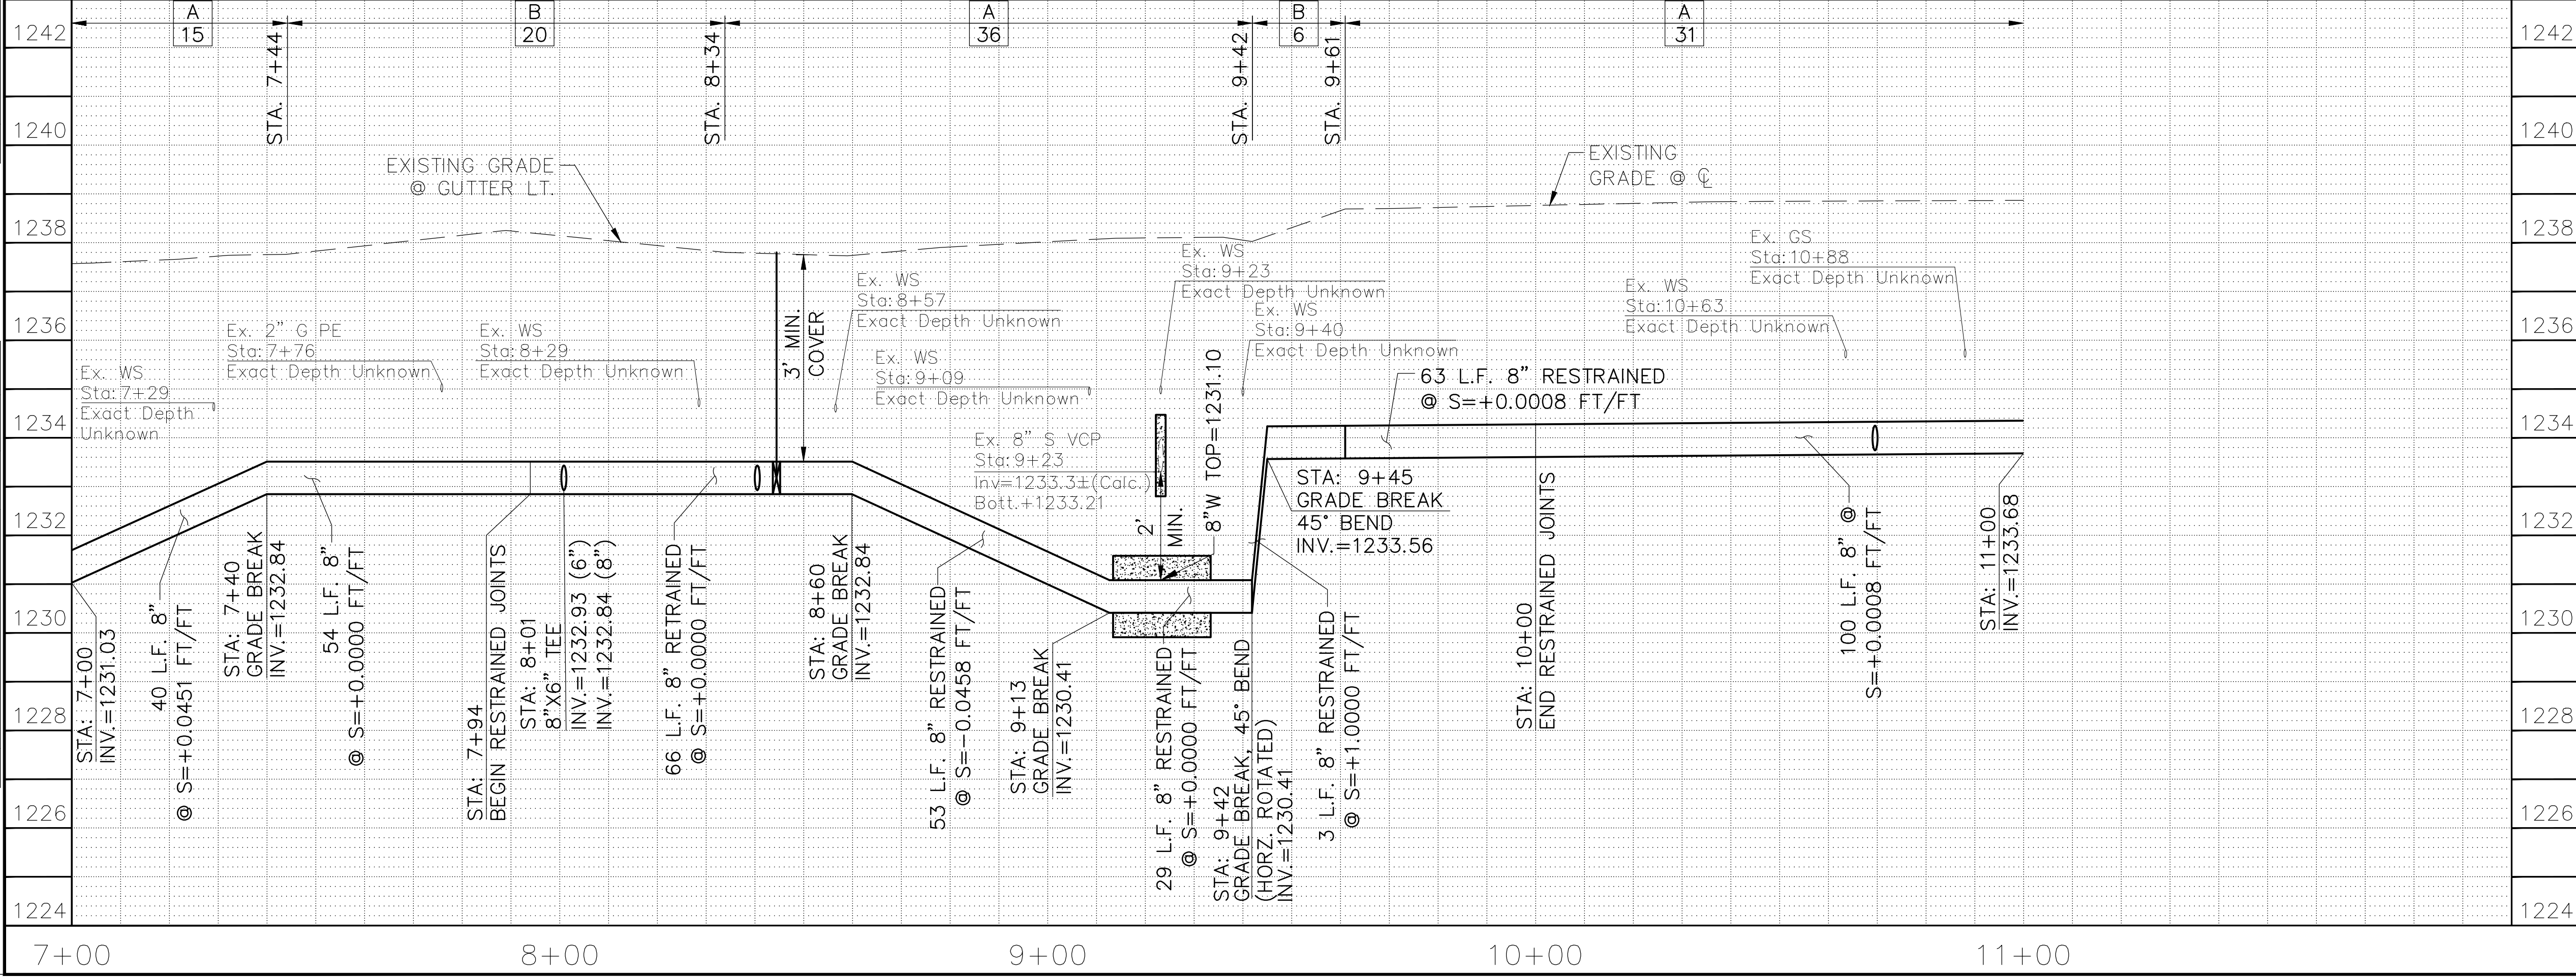 A
15
B
20
A
36
B
6
A
31
STA. 7+44
STA. 8+34
STA. 9+42
STA. 9+61
1242
1240
1238
1236
1234
1232
1230
1228
1226
1224
1242
1240
1238
1236
1234
1232
1230
1228
1226
1224
EXISTING GRADE
@ GUTTER LT.
EXISTING
GRADE @ ℄
Ex. WS
Sta:7+29
Exact Depth
Unknown
Ex. 2" G PE
Sta:7+76
Exact Depth Unknown
Ex. WS
Sta:8+29
Exact Depth Unknown
3' MIN.
COVER
Ex. WS
Sta:8+57
Exact Depth Unknown
Ex. WS
Sta:9+09
Exact Depth Unknown
Ex. 8" S VCP
Sta:9+23
Inv=1233.3±(Calc.)
Bott.+1233.21
Ex. WS
Sta:9+23
Exact Depth Unknown
Ex. WS
Sta:9+40
Exact Depth Unknown
2'
MIN.
8"W TOP=1231.10
63 L.F. 8" RESTRAINED
@ S=+0.0008 FT/FT
Ex. WS
Sta:10+63
Exact Depth Unknown
Ex. GS
Sta:10+88
Exact Depth Unknown
STA: 9+45
GRADE BREAK
45° BEND
INV.=1233.56
STA: 7+00
INV.=1231.03
40 L.F. 8"
@ S=+0.0451 FT/FT
STA: 7+40
GRADE BREAK
INV.=1232.84
54 L.F. 8"
@ S=+0.0000 FT/FT
STA: 7+94
BEGIN RESTRAINED JOINTS
STA: 8+01
8"X6" TEE
INV.=1232.93 (6")
INV.=1232.84 (8")
66 L.F. 8" RETRAINED
@ S=+0.0000 FT/FT
STA: 8+60
GRADE BREAK
INV.=1232.84
53 L.F. 8" RESTRAINED
@ S=-0.0458 FT/FT
STA: 9+13
GRADE BREAK
INV.=1230.41
29 L.F. 8" RESTRAINED
@ S=+0.0000 FT/FT
STA: 9+42
GRADE BREAK, 45° BEND
(HORZ. ROTATED)
INV.=1230.41
3 L.F. 8" RESTRAINED
@ S=+1.0000 FT/FT
STA: 10+00
END RESTRAINED JOINTS
100 L.F. 8" @
S=+0.0008 FT/FT
STA: 11+00
INV.=1233.68
7+00
8+00
9+00
10+00
11+00